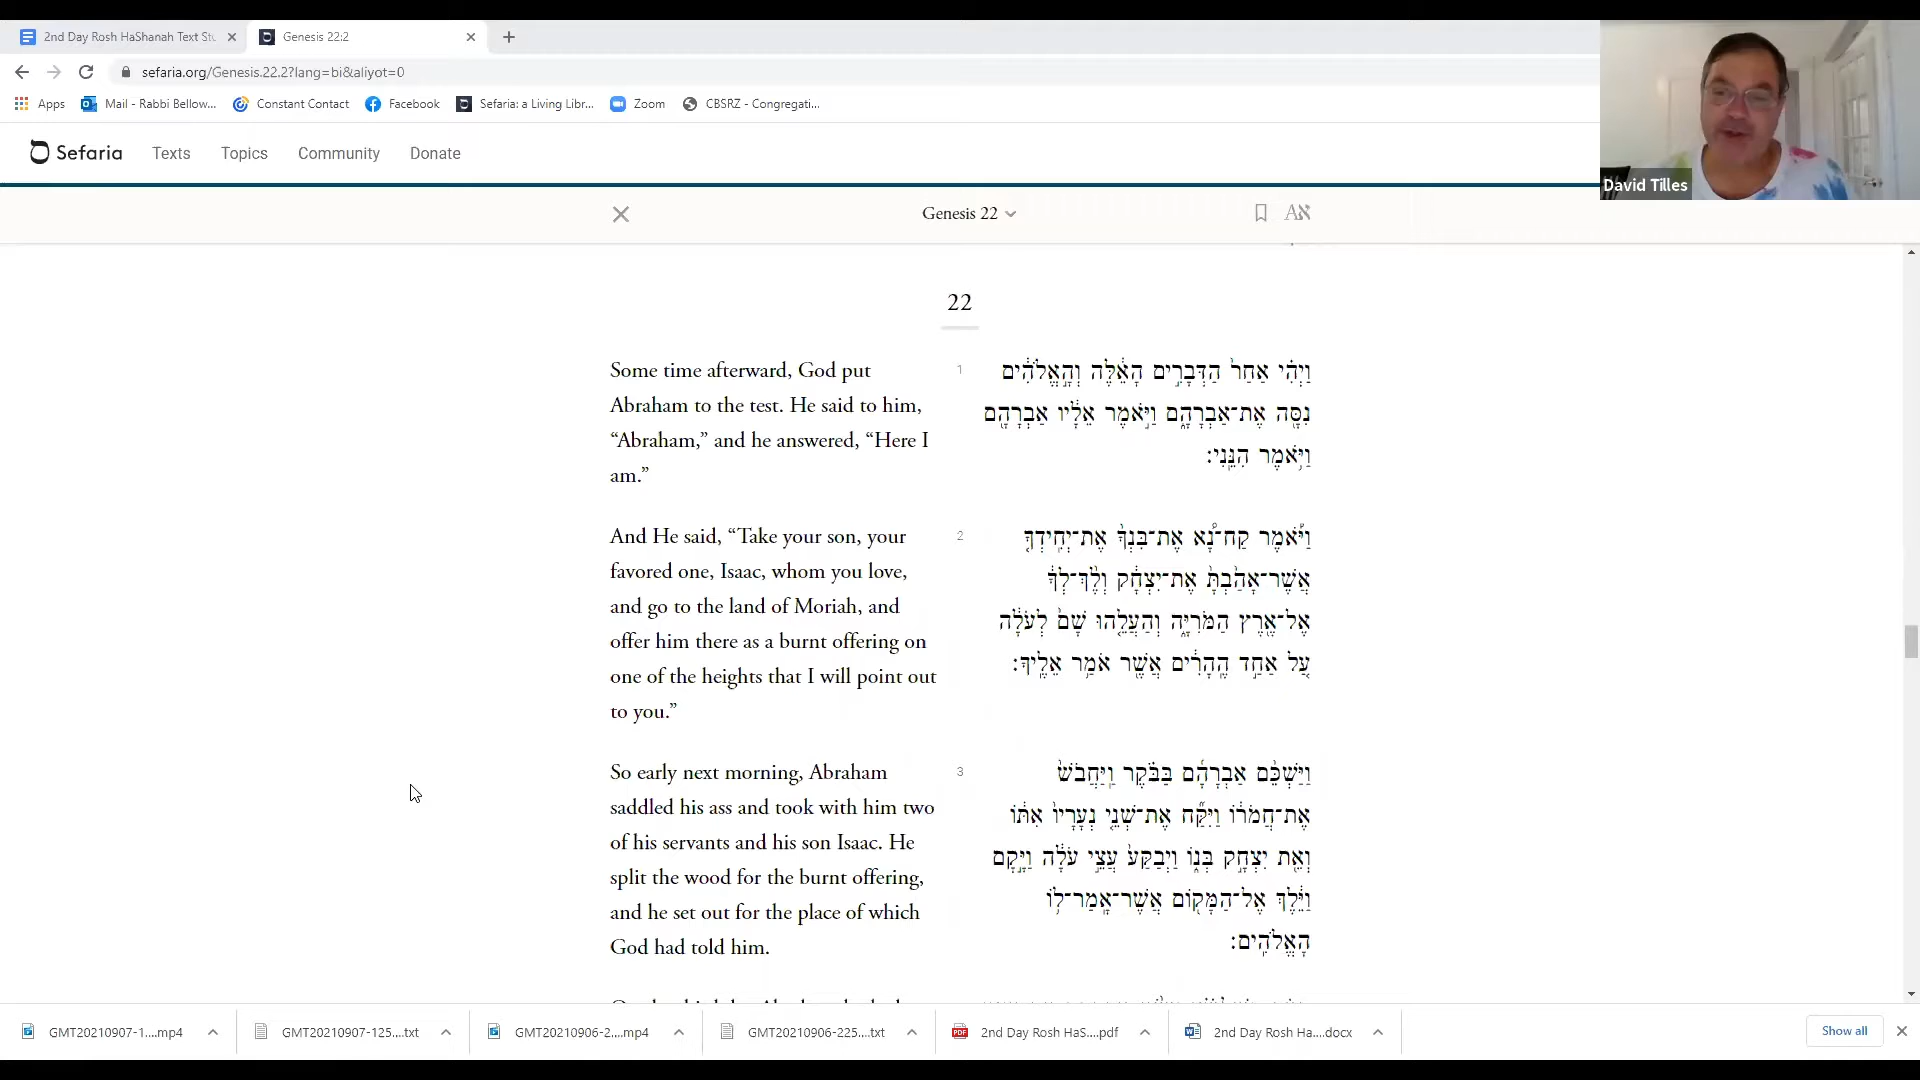 2nd Day Rosh HaShanah Text Stu
Genesis 22:2
sefaria.org/Genesis.22.2?lang=bi&aliyot=0
Apps
Mail - Rabbi Bellow...
Constant Contact
Facebook
Sefaria: a Living Libr...
Zoom
CBSRZ - Congregati...
Sefaria
Texts
Topics
Community
Donate
David Tilles
Genesis 22
Aא
22
Some time afterward, God put
Abraham to the test. He said to him,
“Abraham,” and he answered, “Here I
am.”
1
וַיְהִ֗י אַחַר֙ הַדְּבָרִ֣ים הָאֵ֔לֶּה וְהָ֣אֱלֹהִ֔ים
נִסָּ֖ה אֶת־אַבְרָהָ֑ם וַיֹּ֣אמֶר אֵלָ֔יו אַבְרָהָ֖ם
וַיֹּ֥אמֶר הִנֵּֽנִי׃
And He said, “Take your son, your
favored one, Isaac, whom you love,
and go to the land of Moriah, and
offer him there as a burnt offering on
one of the heights that I will point out
to you.”
2
וַיֹּ֡אמֶר קַח־נָ֠א אֶת־בִּנְךָ֨ אֶת־יְחִֽידְךָ֤
אֲשֶׁר־אָהַ֙בְתָּ֙ אֶת־יִצְחָ֔ק וְלֶ֨ךְ־לְךָ֔
אֶל־אֶ֖רֶץ הַמֹּרִיָּ֑ה וְהַעֲלֵ֤הוּ שָׁם֙ לְעֹלָ֔ה
עַ֚ל אַחַ֣ד הֶֽהָרִ֔ים אֲשֶׁ֖ר אֹמַ֥ר אֵלֶֽיךָ׃
So early next morning, Abraham
saddled his ass and took with him two
of his servants and his son Isaac. He
split the wood for the burnt offering,
and he set out for the place of which
God had told him.
3
וַיַּשְׁכֵּ֨ם אַבְרָהָ֜ם בַּבֹּ֗קֶר וַֽיַּחֲבֹשׁ֙
אֶת־חֲמֹר֔וֹ וַיִּקַּ֞ח אֶת־שְׁנֵ֤י נְעָרָיו֙ אִתּ֔וֹ
וְאֵ֖ת יִצְחָ֣ק בְּנ֑וֹ וַיְבַקַּע֙ עֲצֵ֣י עֹלָ֔ה וַיָּ֣קׇם
וַיֵּ֔לֶךְ אֶל־הַמָּק֖וֹם אֲשֶׁר־אָֽמַר־ל֥וֹ
הָאֱלֹהִֽים׃
GMT20210907-1....mp4
GMT20210907-125....txt
GMT20210906-2....mp4
GMT20210906-225....txt
2nd Day Rosh HaS....pdf
2nd Day Rosh Ha....docx
Show all